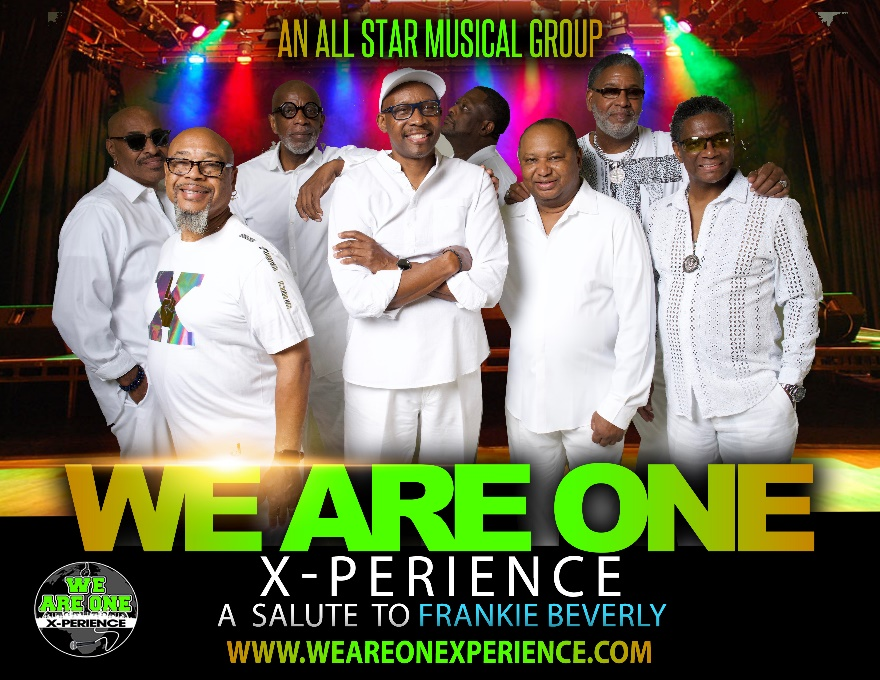 AN ALL STAR MUSICAL GROUP
X
WE ARE ONE
X-PERIENCE
A SALUTE TO FRANKIE BEVERLY
WWW.WEAREONEXPERIENCE.COM
WE
ARE ONE
X-PERIENCE